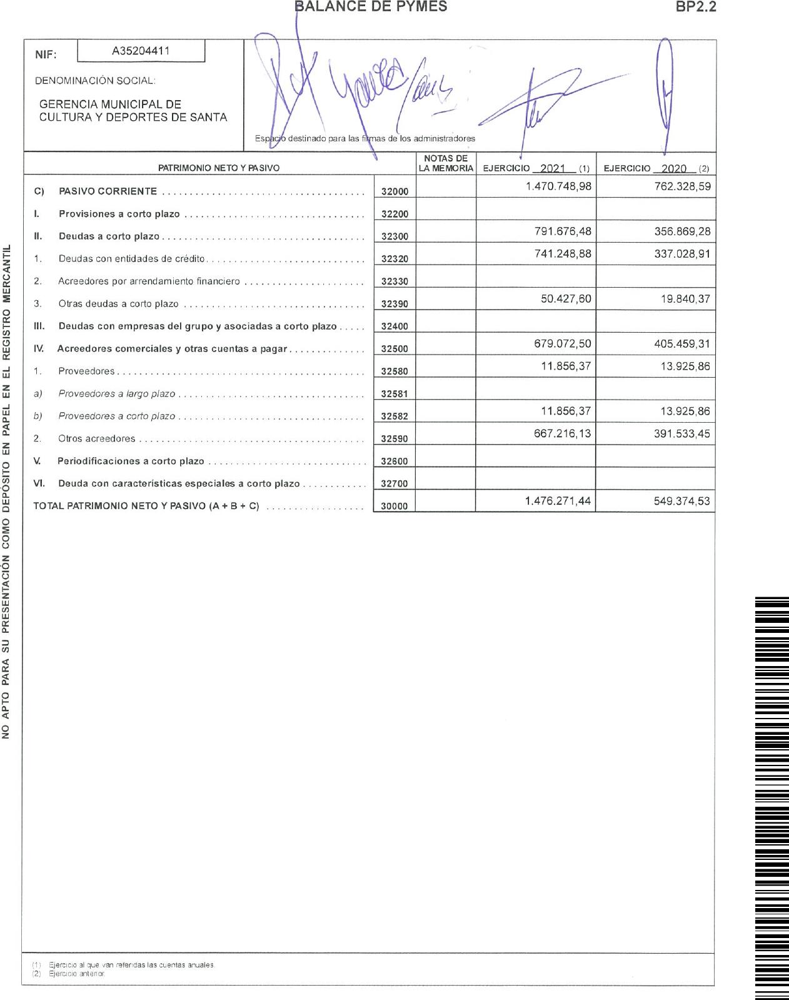 BALANCE DE PYMES BP2.2
NIF: A35204411
DENOMINACIÓN SOCIAL:
GERENCIA MUNICIPAL DE
CULTURA Y DEPORTES DE SANTA
Espacio destinado para las firmas de los administradores
PATRIMONIO NETO Y PASIVO NOTAS DE LA MEMORIA EJERCICIO 2021 (1) EJERCICIO 2020 (2)
C) PASIVO CORRIENTE 32000 1.470.748,98 762.328,59
I. Provisiones a corto plazo 32200
II. Deudas a corto plazo 32300 791.676,48 356.869,28
1. Deudas con entidades de crédito 32320 741.248,88 337.028,91
2. Acreedores por arrendamiento financiero 32330
3. Otras deudas a corto plazo 32390 50.427,60 19.840,37
III. Deudas con empresas del grupo y asociadas a corto plazo 32400
IV. Acreedores comerciales y otras cuentas a pagar 32500 679.072,50 405.459,31
1. Proveedores 32580 11.856,37 13.925,86
a) Proveedores a largo plazo 32581
b) Proveedores a corto plazo 32582 11.856,37 13.925,86
2. Otros acreedores 32590 667.216,13 391.533,45
V. Periodificaciones a corto plazo 32600
VI. Deuda con características especiales a corto plazo 32700
TOTAL PATRIMONIO NETO Y PASIVO (A + B + C) 30000 1.476.271,44 549.374,53
(1) Ejercicio al que van referidas las cuentas anuales.
(2) Ejercicio anterior.
NO APTO PARA SU PRESENTACIÓN COMO DEPÓSITO EN PAPEL EN EL REGISTRO MERCANTIL